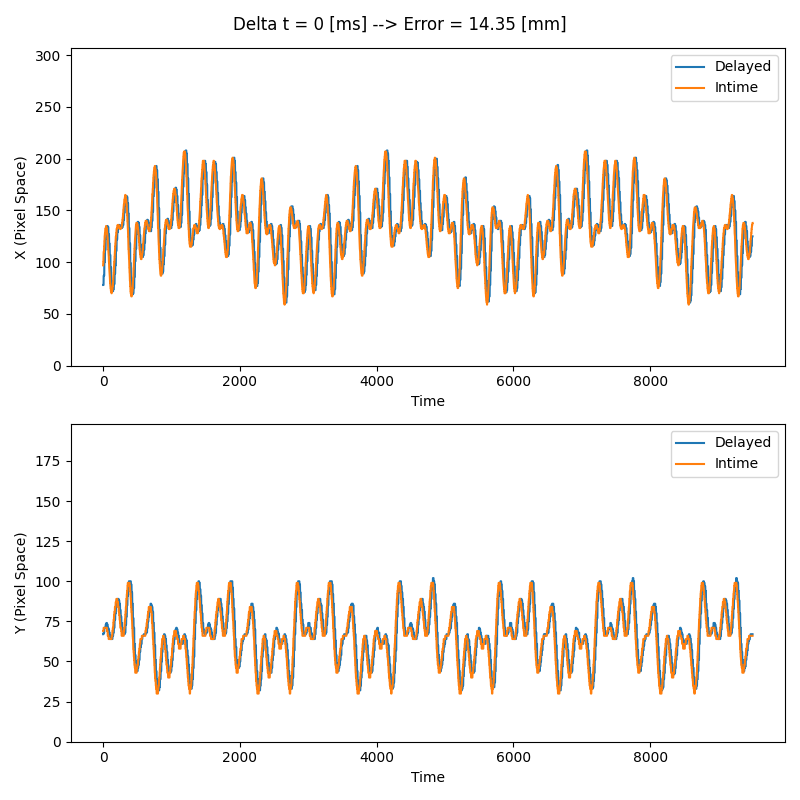 Delta t = 0 [ms] --> Error = 14.35 [mm]
300
250
200
150
100
50
0
X (Pixel Space)
Delayed
Intime
0
2000
4000
6000
8000
Time
175
150
125
100
75
50
25
0
Y (Pixel Space)
Delayed
Intime
0
2000
4000
6000
8000
Time